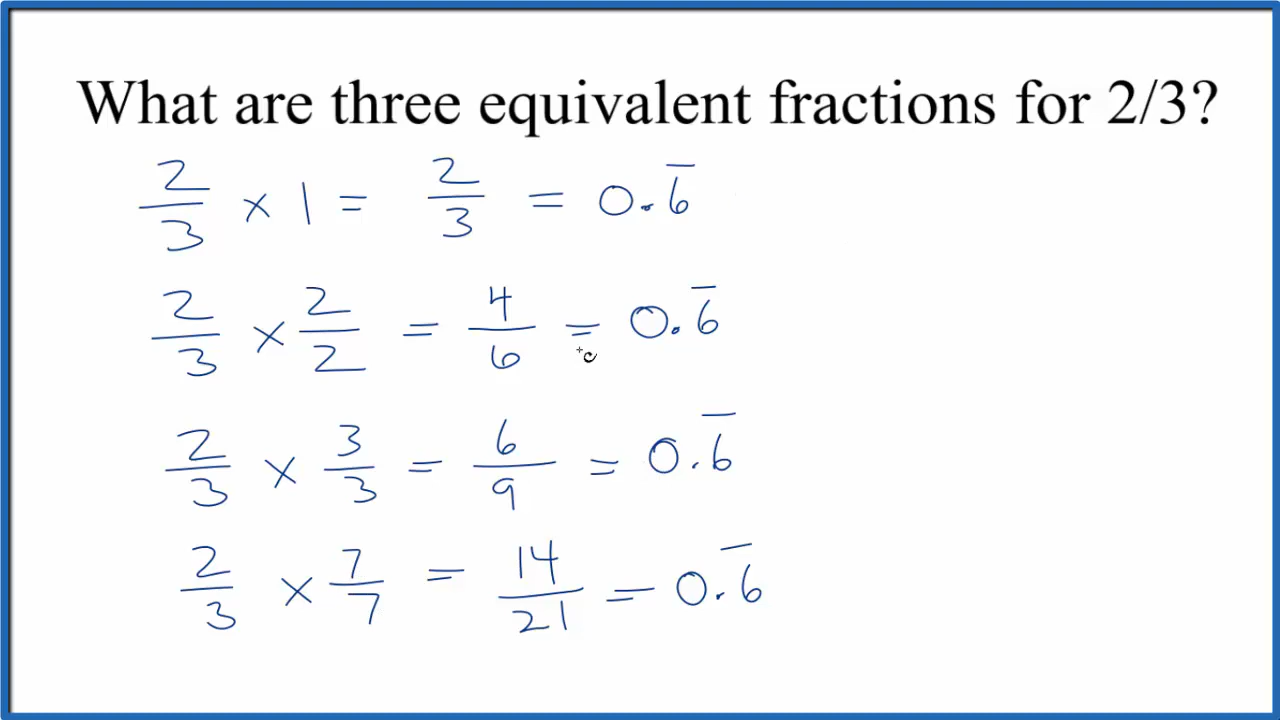 What are three equivalent fractions for 2/3?
2/3 × 1 = 2/3 = 0.6̅
2/3 × 2/2 = 4/6 = 0.6̅
2/3 × 3/3 = 6/9 = 0.6̅
2/3 × 7/7 = 14/21 = 0.6̅